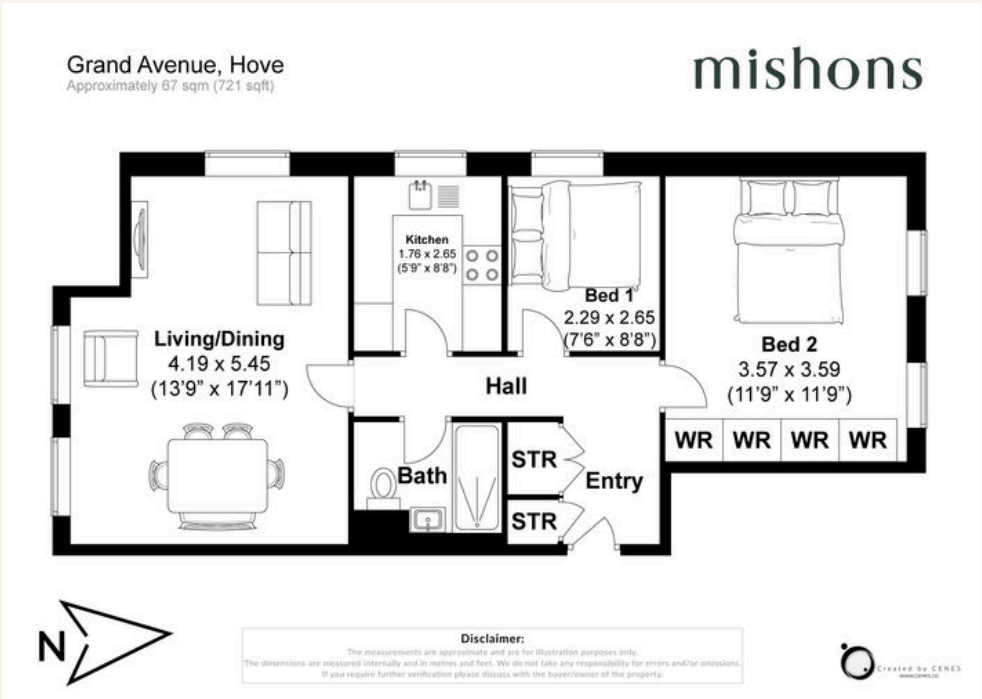 Grand Avenue, Hove
Approximately 67 sqm (721 sqft)
mishons
Kitchen
1.76 x 2.65
(5'9" x 8'8")
Bed 1
2.29 x 2.65
(7'6" x 8'8")
Living/Dining
4.19 x 5.45
(13'9" x 17'11")
Bed 2
3.57 x 3.59
(11'9" x 11'9")
Hall
WR WR WR WR
Bath
STR
Entry
STR
N
Disclaimer:
The measurements are approximate and are for illustration purposes only.
The dimensions are measured internally and in metres and feet. We do not take any responsibility for errors and/or omissions.
If you require further verification please discuss with the buyer/owner of the property.
Created by CENES
www.cenes.co